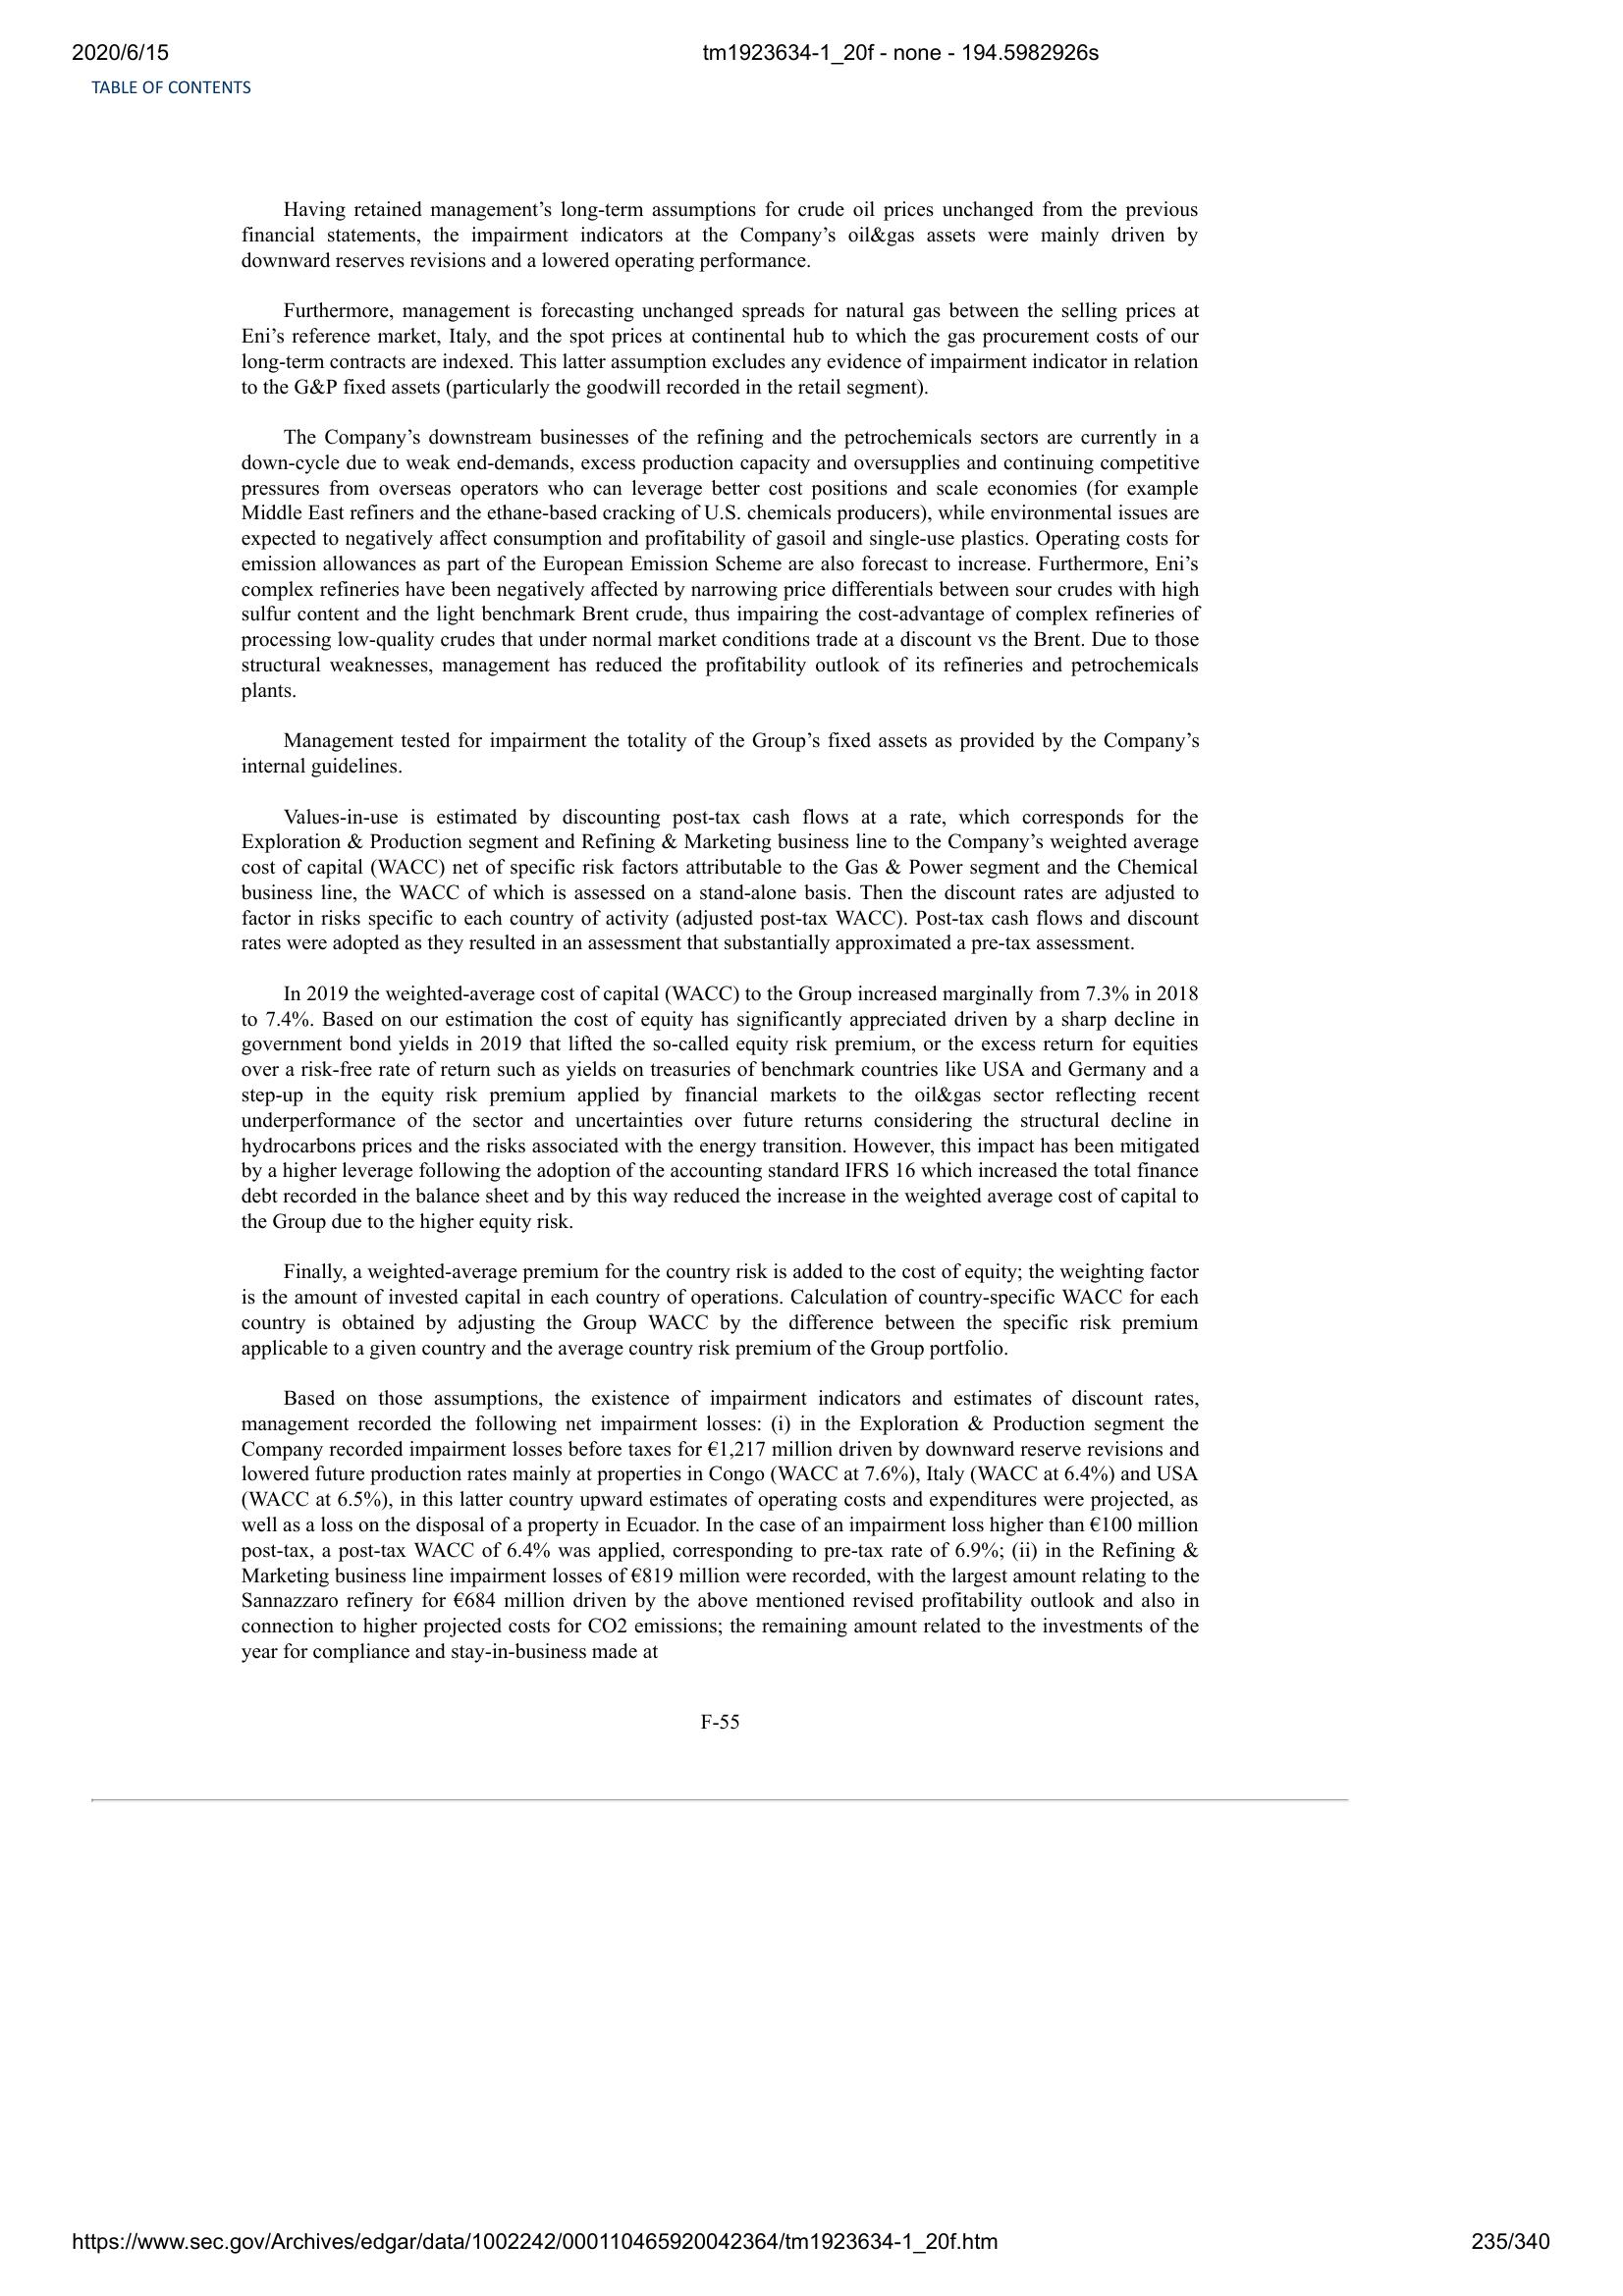 2020/6/15
tm1923634-1_20f - none - 194.5982926s
TABLE OF CONTENTS
Having retained management’s long-term assumptions for crude oil prices unchanged from the previous
financial statements, the impairment indicators at the Company’s oil&gas assets were mainly driven by
downward reserves revisions and a lowered operating performance.
Furthermore, management is forecasting unchanged spreads for natural gas between the selling prices at
Eni’s reference market, Italy, and the spot prices at continental hub to which the gas procurement costs of our
long-term contracts are indexed. This latter assumption excludes any evidence of impairment indicator in relation
to the G&P fixed assets (particularly the goodwill recorded in the retail segment).
The Company’s downstream businesses of the refining and the petrochemicals sectors are currently in a
down-cycle due to weak end-demands, excess production capacity and oversupplies and continuing competitive
pressures from overseas operators who can leverage better cost positions and scale economies (for example
Middle East refiners and the ethane-based cracking of U.S. chemicals producers), while environmental issues are
expected to negatively affect consumption and profitability of gasoil and single-use plastics. Operating costs for
emission allowances as part of the European Emission Scheme are also forecast to increase. Furthermore, Eni’s
complex refineries have been negatively affected by narrowing price differentials between sour crudes with high
sulfur content and the light benchmark Brent crude, thus impairing the cost-advantage of complex refineries of
processing low-quality crudes that under normal market conditions trade at a discount vs the Brent. Due to those
structural weaknesses, management has reduced the profitability outlook of its refineries and petrochemicals
plants.
Management tested for impairment the totality of the Group’s fixed assets as provided by the Company’s
internal guidelines.
Values-in-use is estimated by discounting post-tax cash flows at a rate, which corresponds for the
Exploration & Production segment and Refining & Marketing business line to the Company’s weighted average
cost of capital (WACC) net of specific risk factors attributable to the Gas & Power segment and the Chemical
business line, the WACC of which is assessed on a stand-alone basis. Then the discount rates are adjusted to
factor in risks specific to each country of activity (adjusted post-tax WACC). Post-tax cash flows and discount
rates were adopted as they resulted in an assessment that substantially approximated a pre-tax assessment.
In 2019 the weighted-average cost of capital (WACC) to the Group increased marginally from 7.3% in 2018
to 7.4%. Based on our estimation the cost of equity has significantly appreciated driven by a sharp decline in
government bond yields in 2019 that lifted the so-called equity risk premium, or the excess return for equities
over a risk-free rate of return such as yields on treasuries of benchmark countries like USA and Germany and a
step-up in the equity risk premium applied by financial markets to the oil&gas sector reflecting recent
underperformance of the sector and uncertainties over future returns considering the structural decline in
hydrocarbons prices and the risks associated with the energy transition. However, this impact has been mitigated
by a higher leverage following the adoption of the accounting standard IFRS 16 which increased the total finance
debt recorded in the balance sheet and by this way reduced the increase in the weighted average cost of capital to
the Group due to the higher equity risk.
Finally, a weighted-average premium for the country risk is added to the cost of equity; the weighting factor
is the amount of invested capital in each country of operations. Calculation of country-specific WACC for each
country is obtained by adjusting the Group WACC by the difference between the specific risk premium
applicable to a given country and the average country risk premium of the Group portfolio.
Based on those assumptions, the existence of impairment indicators and estimates of discount rates,
management recorded the following net impairment losses: (i) in the Exploration & Production segment the
Company recorded impairment losses before taxes for €1,217 million driven by downward reserve revisions and
lowered future production rates mainly at properties in Congo (WACC at 7.6%), Italy (WACC at 6.4%) and USA
(WACC at 6.5%), in this latter country upward estimates of operating costs and expenditures were projected, as
well as a loss on the disposal of a property in Ecuador. In the case of an impairment loss higher than €100 million
post-tax, a post-tax WACC of 6.4% was applied, corresponding to pre-tax rate of 6.9%; (ii) in the Refining &
Marketing business line impairment losses of €819 million were recorded, with the largest amount relating to the
Sannazzaro refinery for €684 million driven by the above mentioned revised profitability outlook and also in
connection to higher projected costs for CO2 emissions; the remaining amount related to the investments of the
year for compliance and stay-in-business made at
F-55
https://www.sec.gov/Archives/edgar/data/1002242/000110465920042364/tm1923634-1_20f.htm
235/340